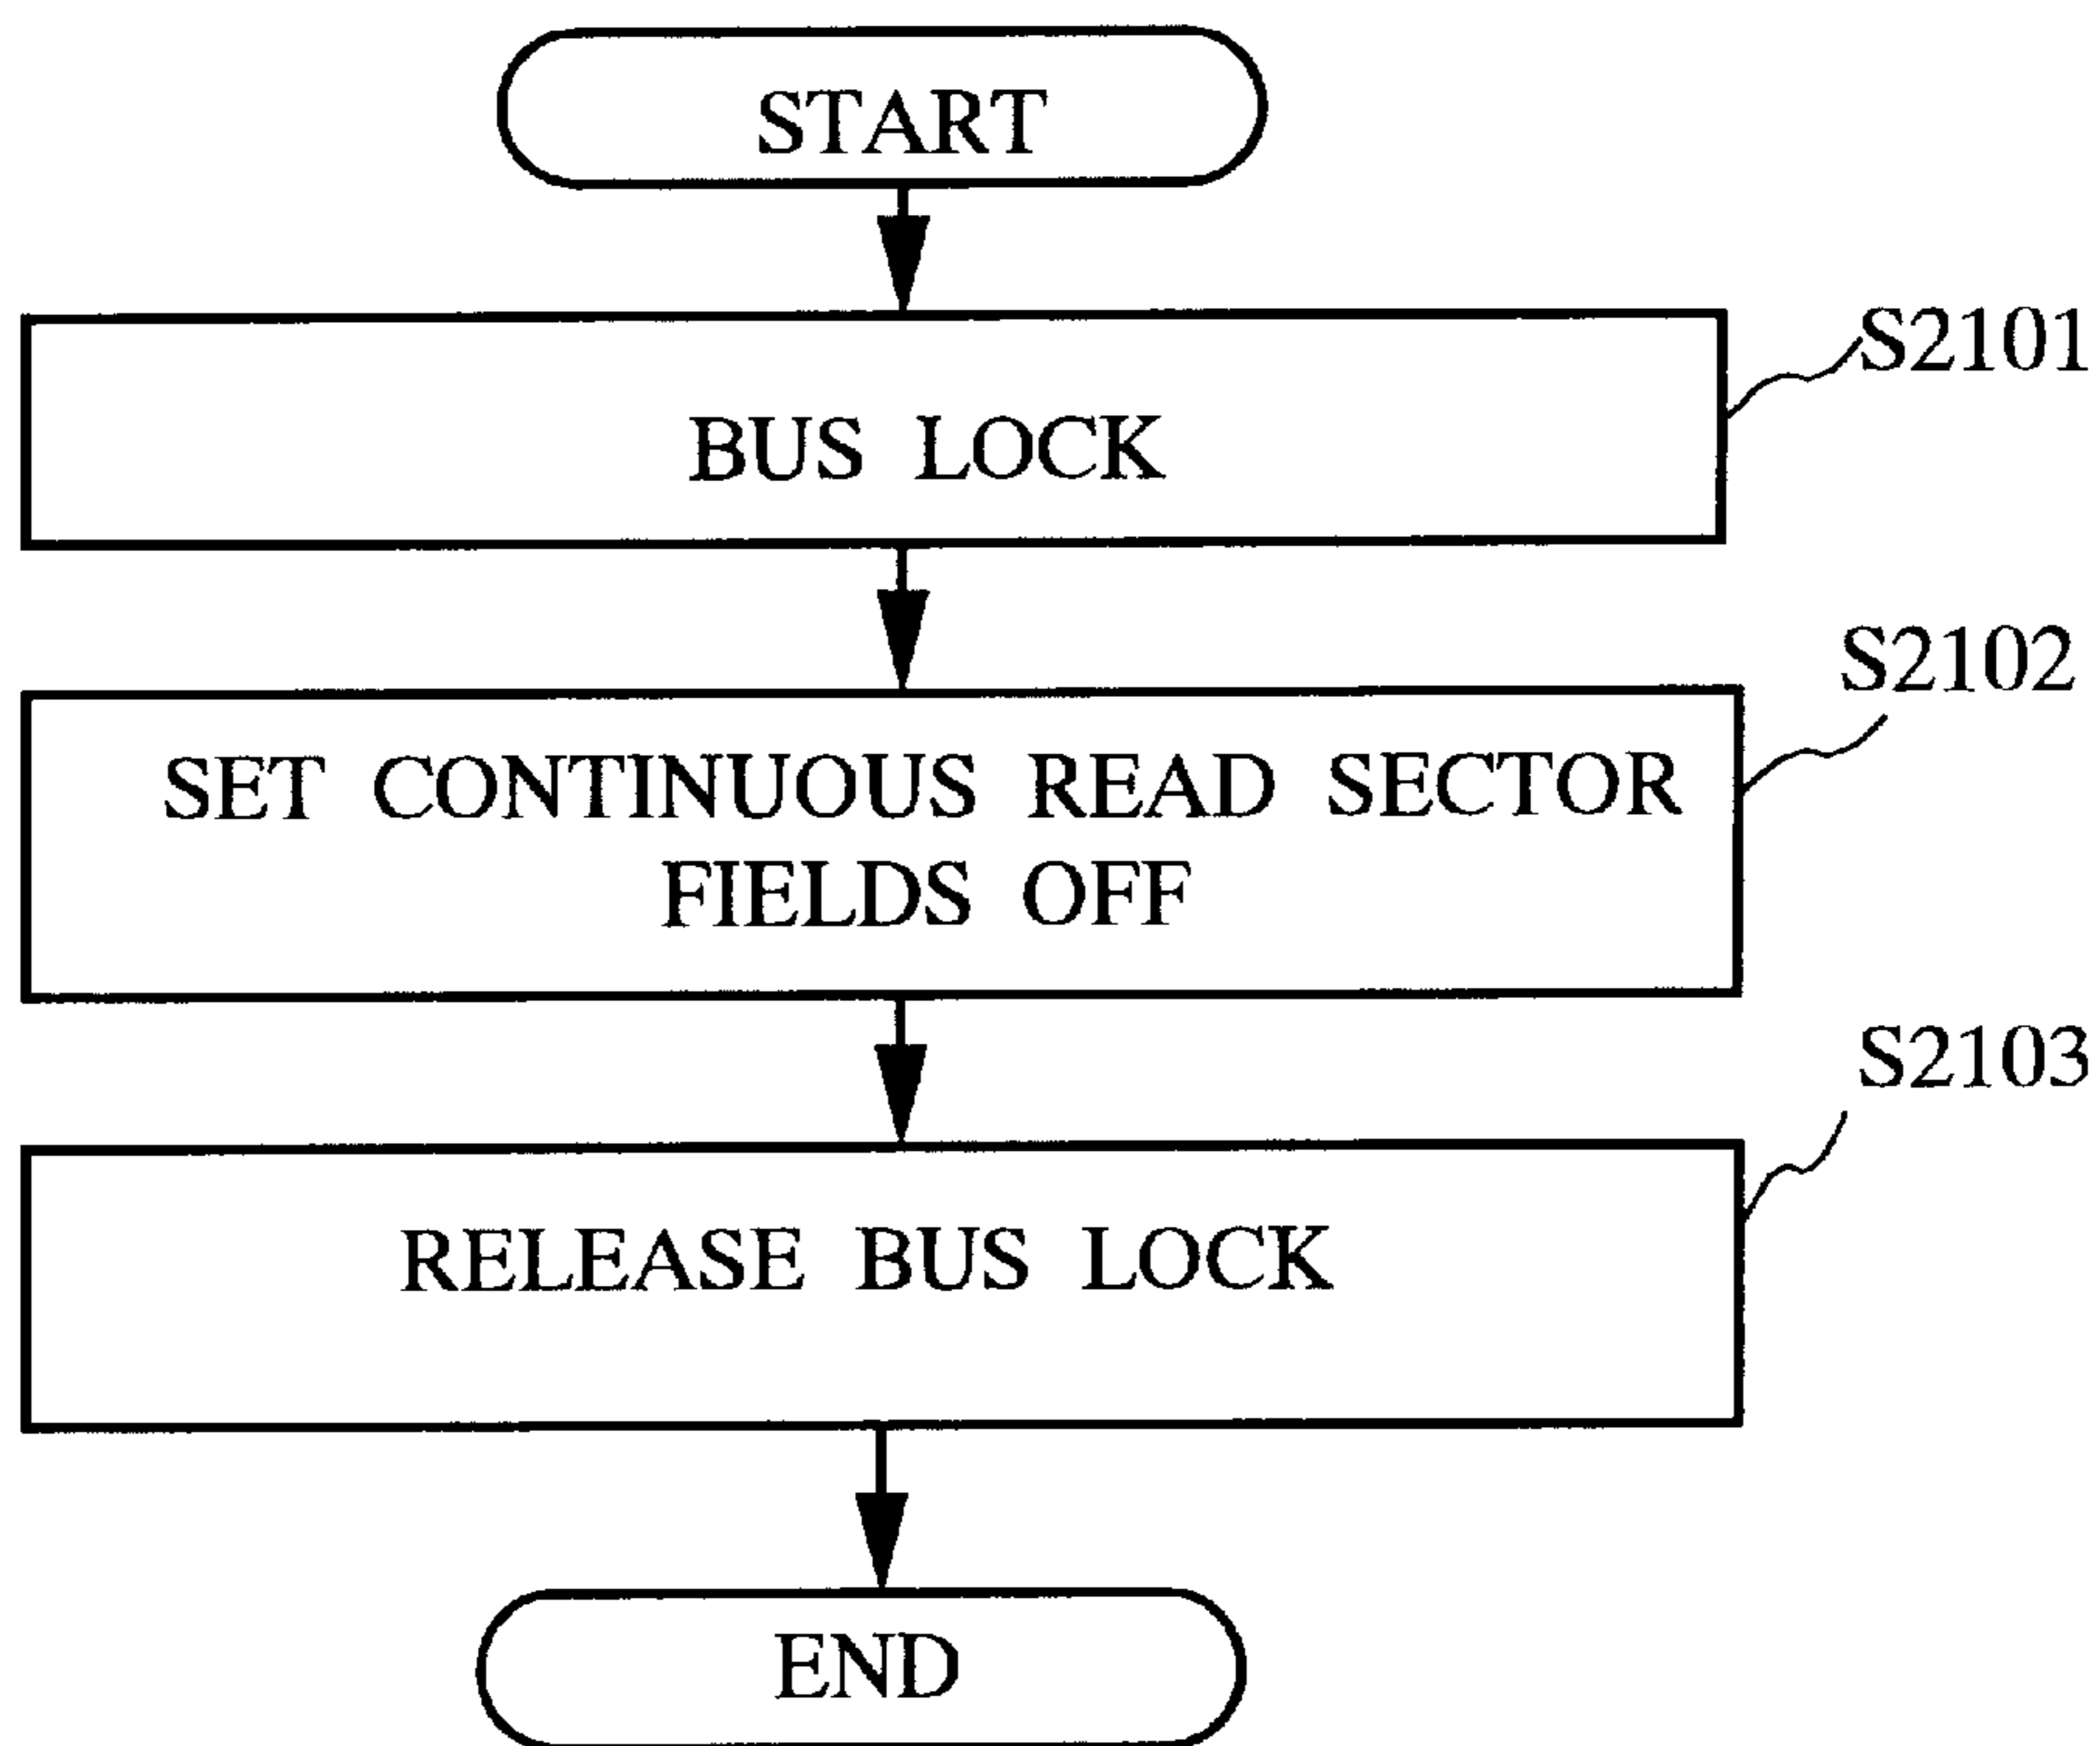 START
S2101
BUS LOCK
S2102
SET CONTINUOUS READ SECTOR
FIELDS OFF
S2103
RELEASE BUS LOCK
END